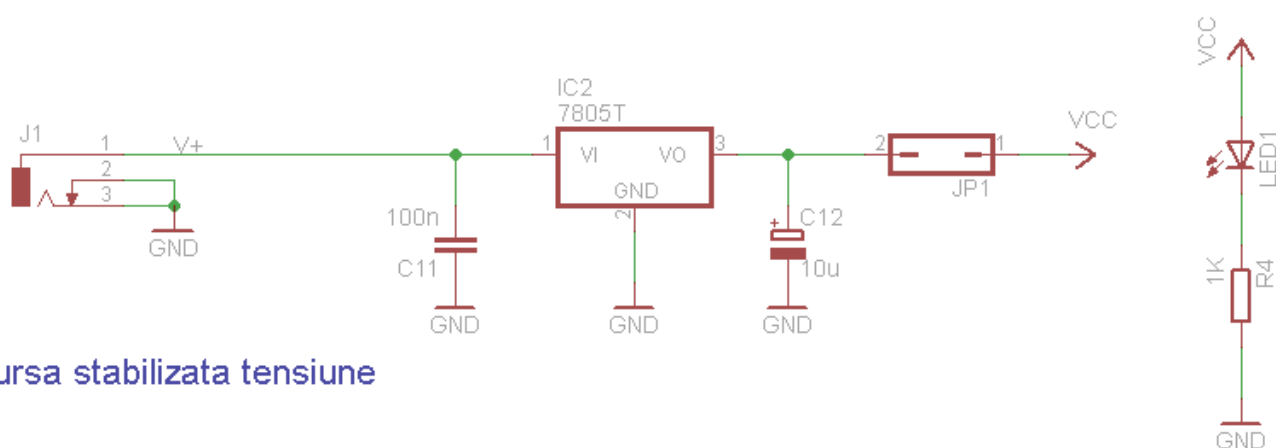 VCC
IC2
7805T
J1
1
V+
2
3
GND
1
VI
VO
3
GND
2
2
1
JP1
VCC
LED1
100n
C11
GND
GND
C12
10u
GND
1K
R4
GND
ursa stabilizata tensiune